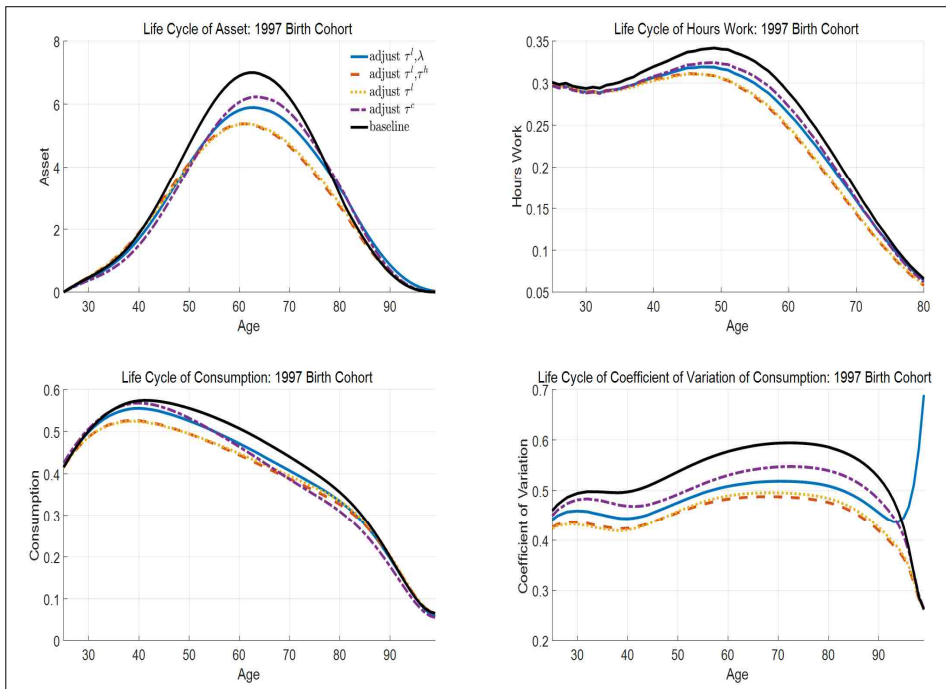 Life Cycle of Asset: 1997 Birth Cohort
8
6
4
2
0
Asset
30 40 50 60 70 80 90
Age
adjust τ^l,λ
adjust τ^l,τ^h
adjust τ^l
adjust τ^c
baseline
Life Cycle of Hours Work: 1997 Birth Cohort
0.35
0.3
0.25
0.2
0.15
0.1
0.05
Hours Work
30 40 50 60 70 80
Age
Life Cycle of Consumption: 1997 Birth Cohort
0.6
0.5
0.4
0.3
0.2
0.1
0
Consumption
30 40 50 60 70 80 90
Age
Life Cycle of Coefficient of Variation of Consumption: 1997 Birth Cohort
0.7
0.6
0.5
0.4
0.3
0.2
Coefficient of Variation
30 40 50 60 70 80 90
Age